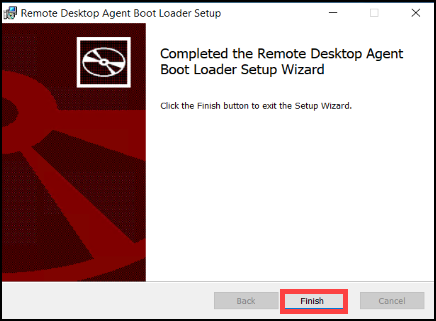 Remote Desktop Agent Boot Loader Setup
Completed the Remote Desktop Agent
Boot Loader Setup Wizard
Click the Finish button to exit the Setup Wizard.
Back
Finish
Cancel